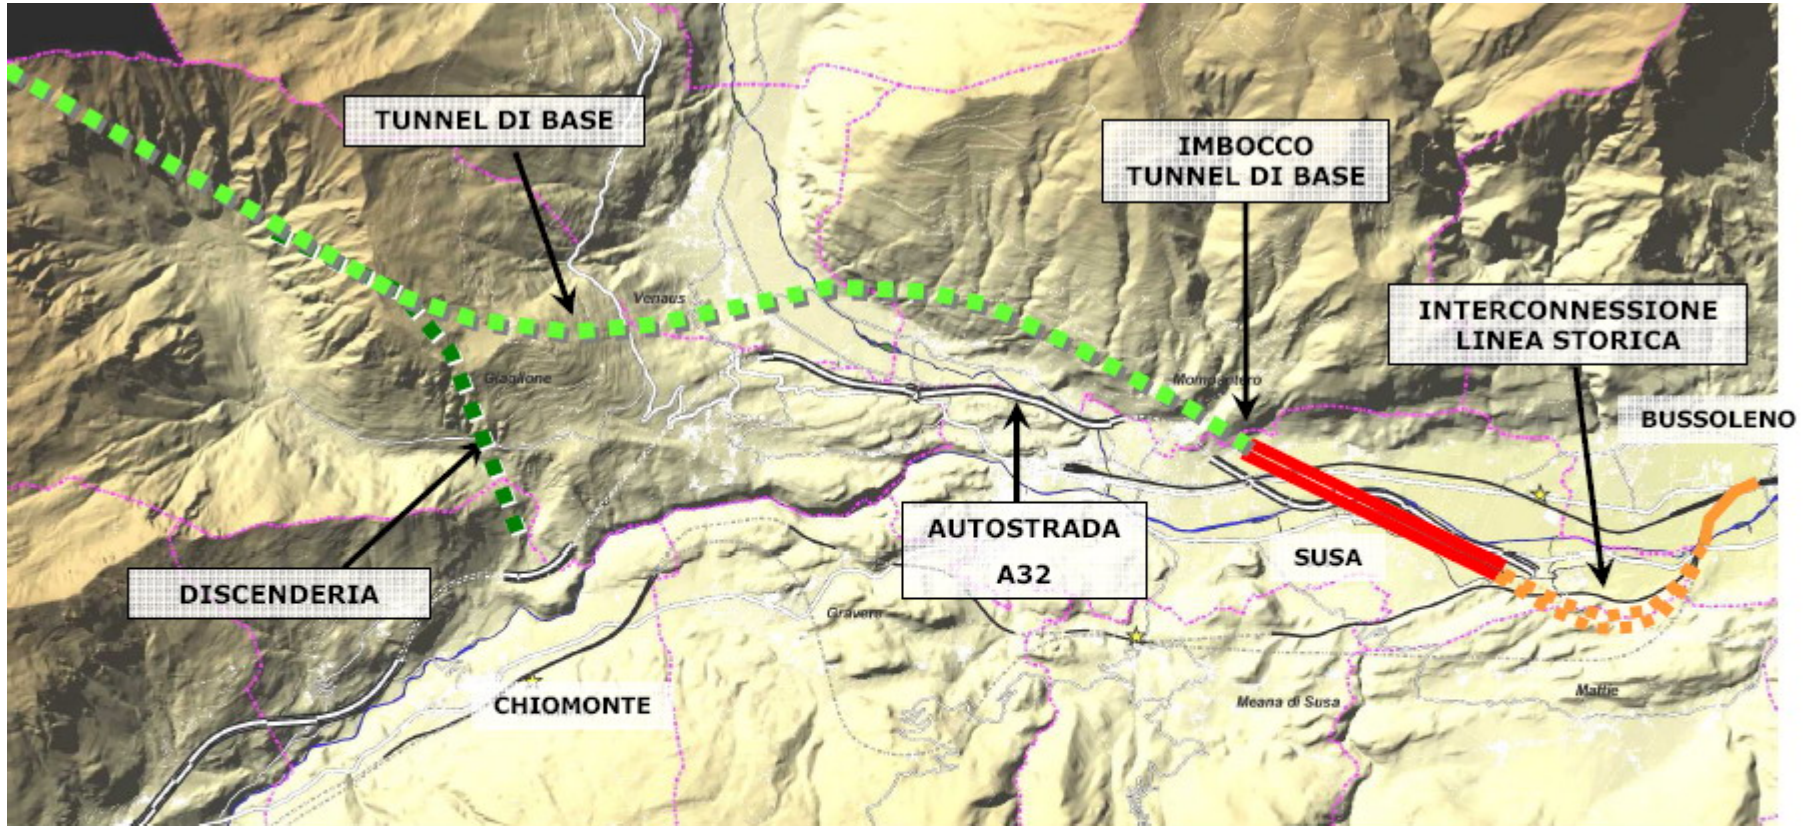 TUNNEL DI BASE
IMBOCCO
TUNNEL DI BASE
Venaus
INTERCONNESSIONE
LINEA STORICA
Giaglione
Mompantero
BUSSOLENO
AUTOSTRADA
A32
SUSA
DISCENDERIA
Gravere
CHIOMONTE
Meana di Susa
Mattie